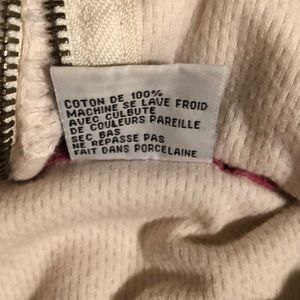 COTON DE 100%
MACHINE SE LAVE FROID
AVEC CULBUTE
DE COULEURS PAREILLE
SEC BAS
NE REPASSE PAS
FAIT DANS PORCELAINE